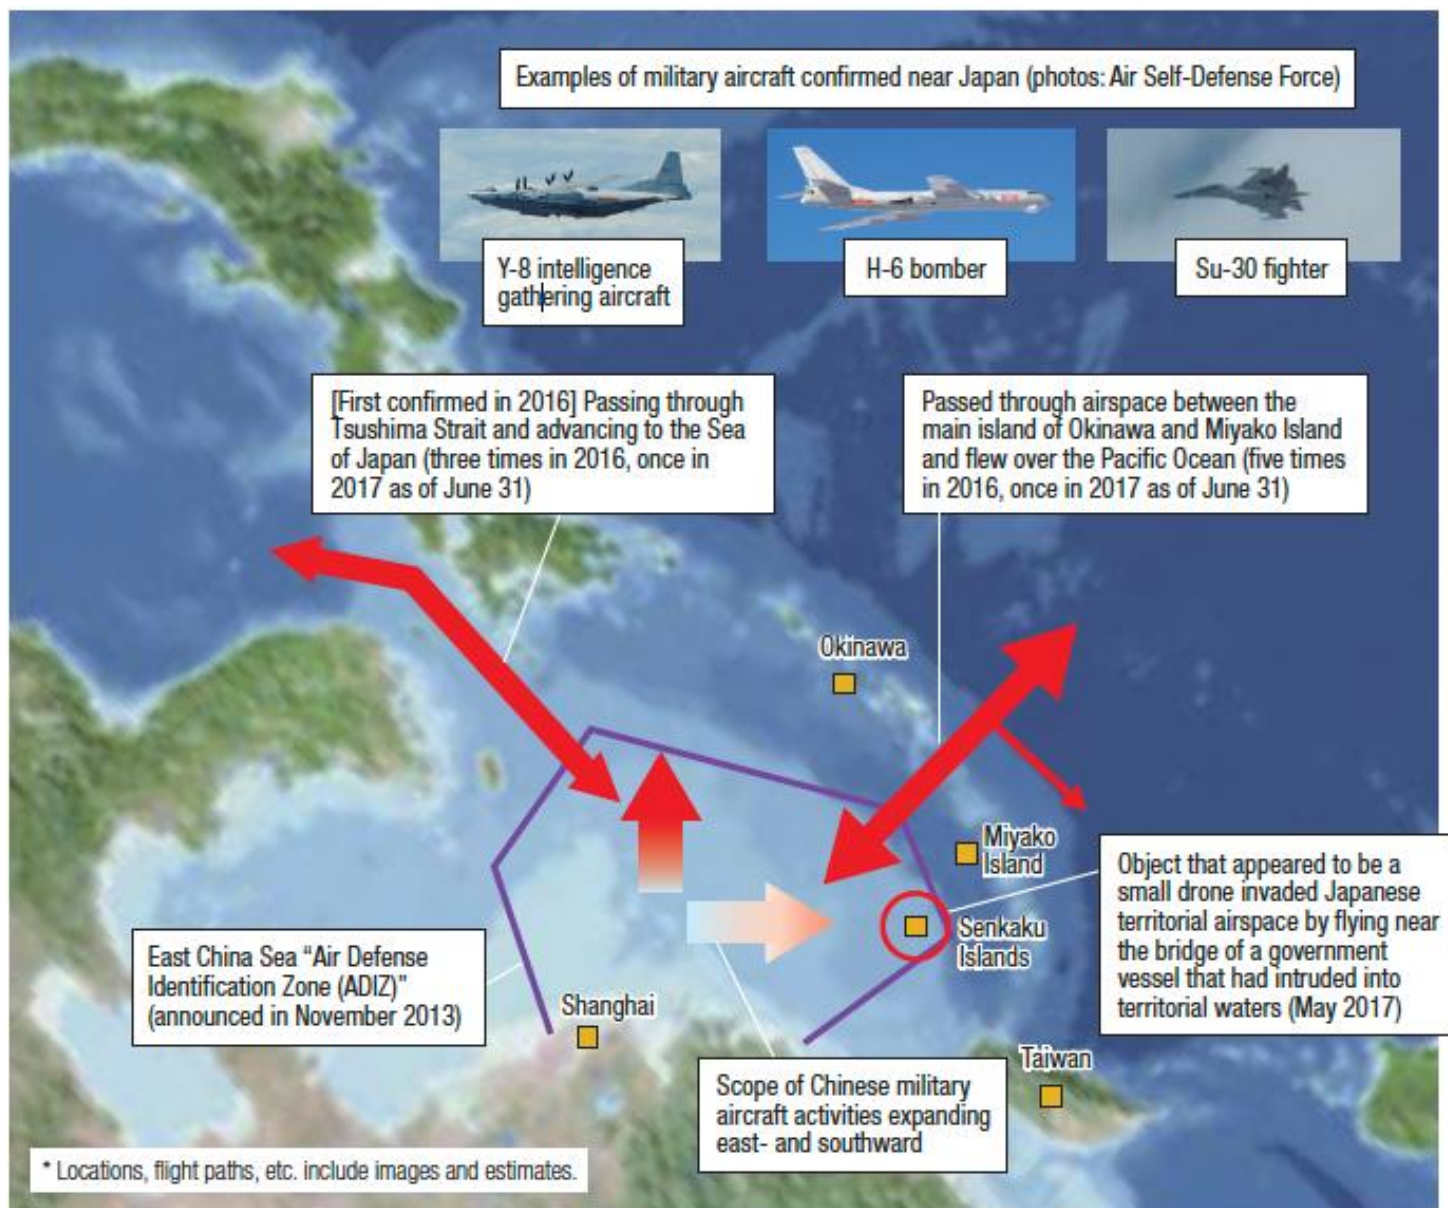 Examples of military aircraft confirmed near Japan (photos: Air Self-Defense Force)
Y-8 intelligence
gathering aircraft
H-6 bomber
Su-30 fighter
[First confirmed in 2016] Passing through
Tsushima Strait and advancing to the Sea
of Japan (three times in 2016, once in
2017 as of June 31)
Passed through airspace between the
main island of Okinawa and Miyako Island
and flew over the Pacific Ocean (five times
in 2016, once in 2017 as of June 31)
Okinawa
Miyako
Island
Senkaku
Islands
Object that appeared to be a
small drone invaded Japanese
territorial airspace by flying near
the bridge of a government
vessel that had intruded into
territorial waters (May 2017)
East China Sea “Air Defense
Identification Zone (ADIZ)”
(announced in November 2013)
Shanghai
Taiwan
Scope of Chinese military
aircraft activities expanding
east- and southward
* Locations, flight paths, etc. include images and estimates.